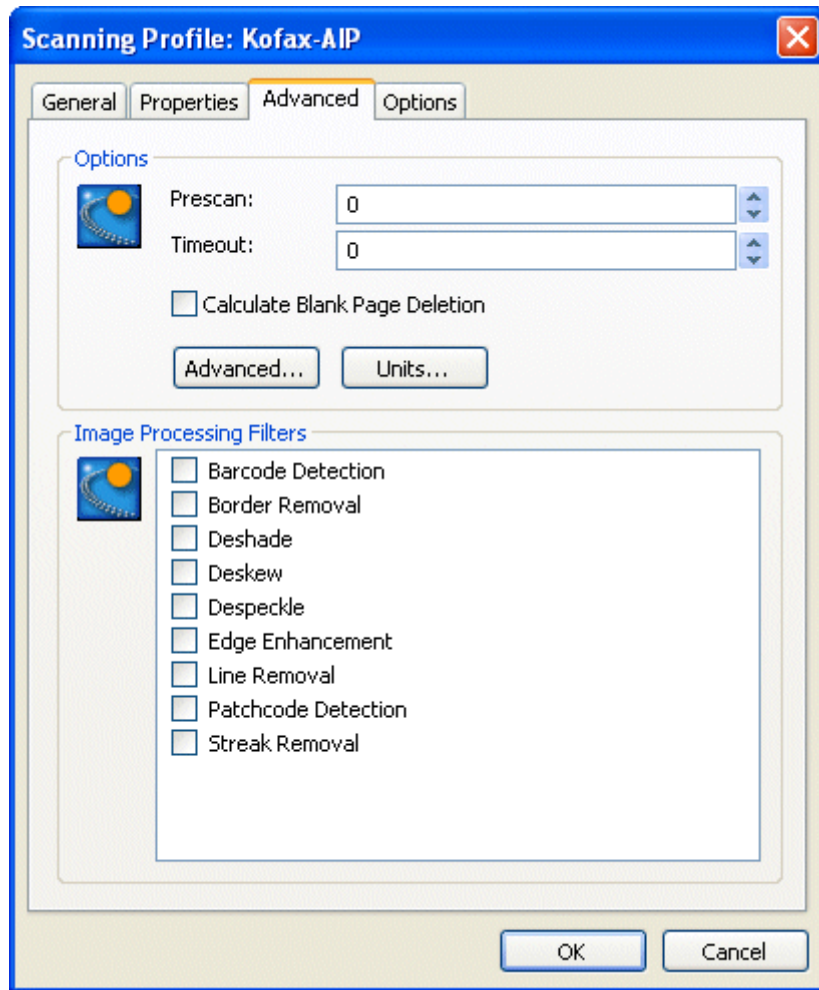 Scanning Profile: Kofax-AIP
General Properties Advanced Options
Options
Prescan: 0
Timeout: 0
Calculate Blank Page Deletion
Advanced... Units...
Image Processing Filters
Barcode Detection
Border Removal
Deshade
Deskew
Despeckle
Edge Enhancement
Line Removal
Patchcode Detection
Streak Removal
OK Cancel